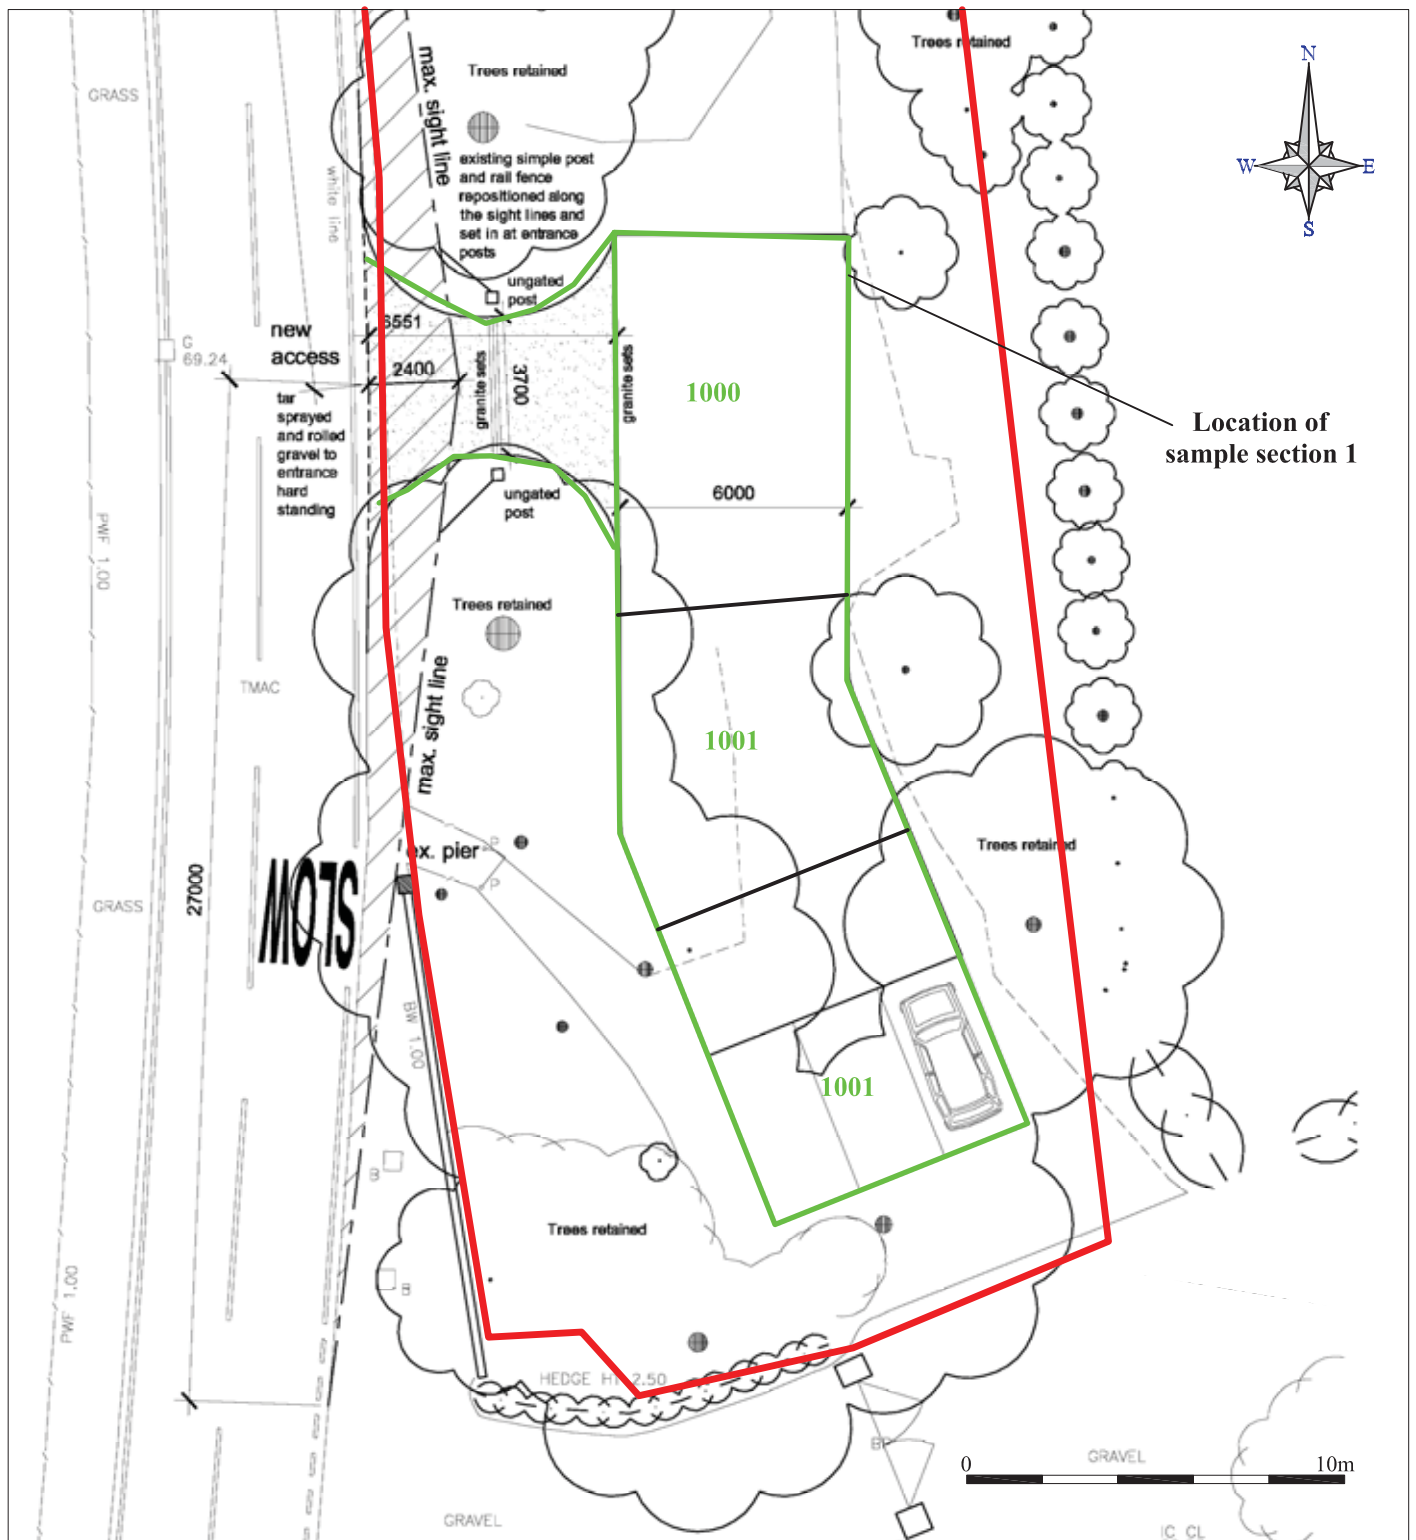 Trees retained
Trees retained
N
W
E
S
GRASS
max. sight line
existing simple post
and rail fence
repositioned along
the sight lines and
set in at entrance
posts
white line
ungated
post
new
access
6551
G
69.24
2400
granite sets
3700
granite sets
1000
Location of
sample section 1
tar
sprayed
and rolled
gravel to
entrance
hard
standing
6000
ungated
post
PWF 1.00
Trees retained
TMAC
max. sight line
1001
ex. pier
P
P
Trees retained
27000
GRASS
SLOW
BW 1.00
1001
B
Trees retained
B
PWF 1.00
HEDGE HT 2.50
GRAVEL
0
10m
GRAVEL
IC CL